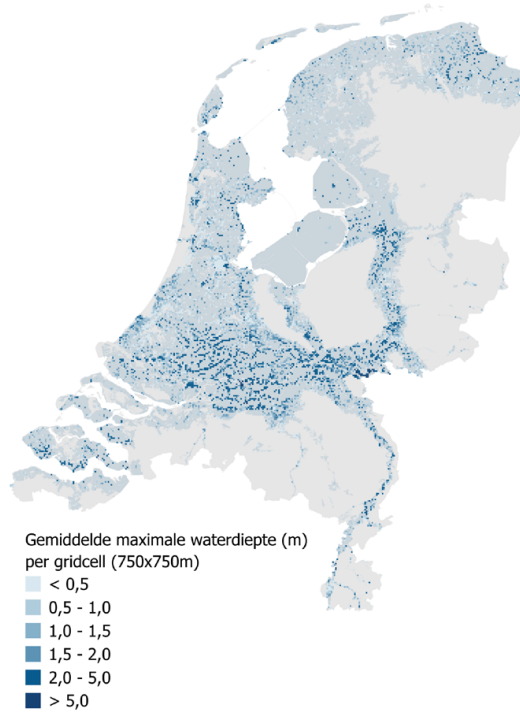 Gemiddelde maximale waterdiepte (m)
per gridcell (750x750m)
< 0,5
0,5 - 1,0
1,0 - 1,5
1,5 - 2,0
2,0 - 5,0
> 5,0